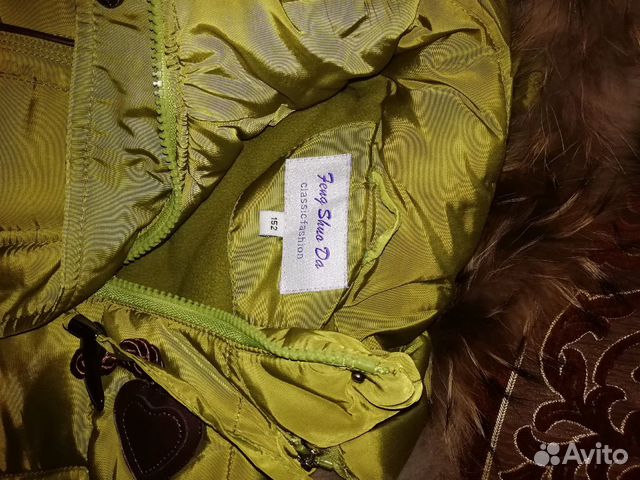 Feng Shuo Da
classicfashion
152
Avito